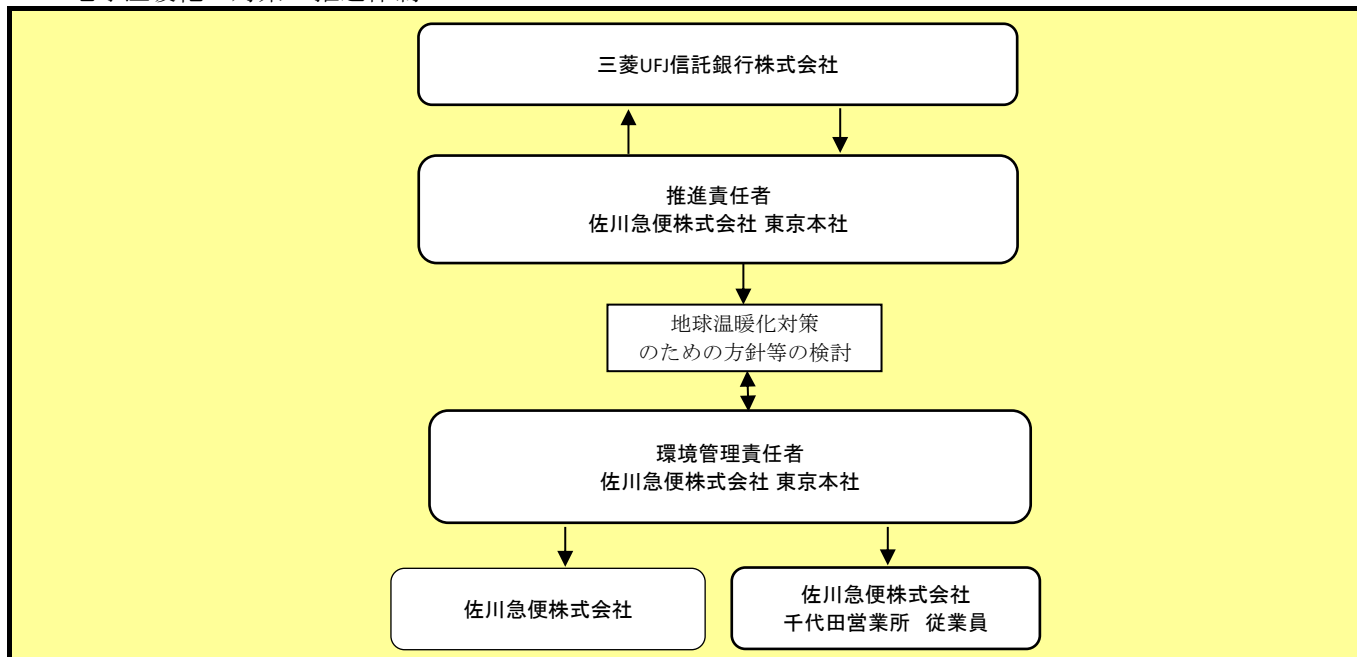 三菱UFJ信託銀行株式会社
推進責任者
佐川急便株式会社 東京本社
地球温暖化対策
のための方針等の検討
環境管理責任者
佐川急便株式会社 東京本社
佐川急便株式会社
佐川急便株式会社
千代田営業所　従業員